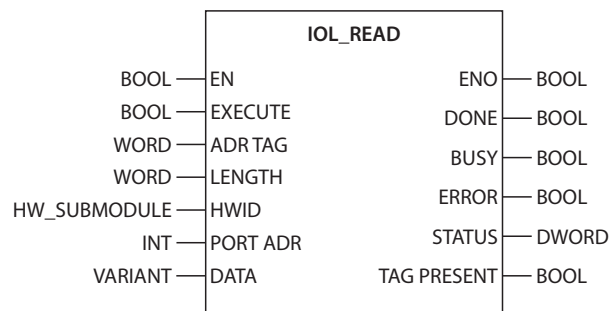 IOL_READ
BOOL EN ENO BOOL
BOOL EXECUTE DONE BOOL
WORD ADR TAG BUSY BOOL
WORD LENGTH ERROR BOOL
HW_SUBMODULE HWID STATUS DWORD
INT PORT ADR TAG PRESENT BOOL
VARIANT DATA